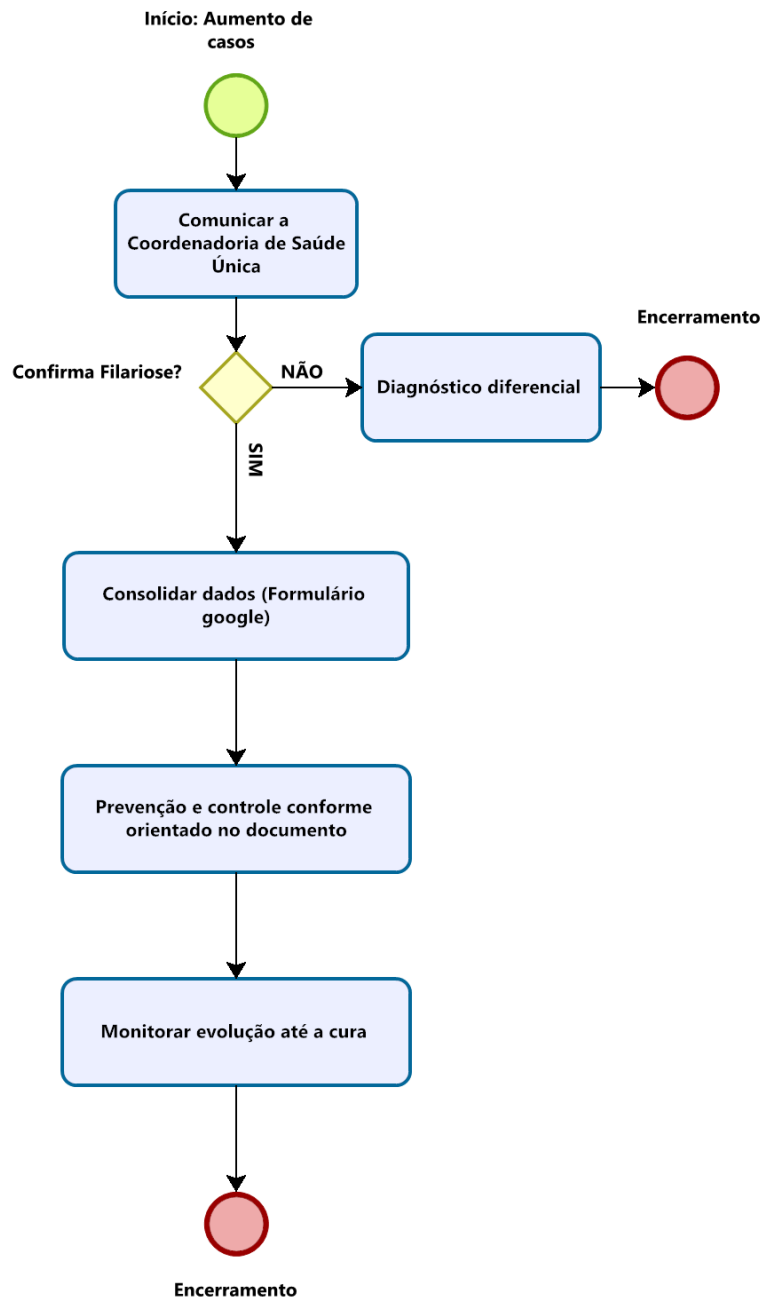 Início: Aumento de
casos
Comunicar a
Coordenadoria de Saúde
Única
Confirma Filariose?
NÃO
Diagnóstico diferencial
Encerramento
SIM
Consolidar dados (Formulário
google)
Prevenção e controle conforme
orientado no documento
Monitorar evolução até a cura
Encerramento